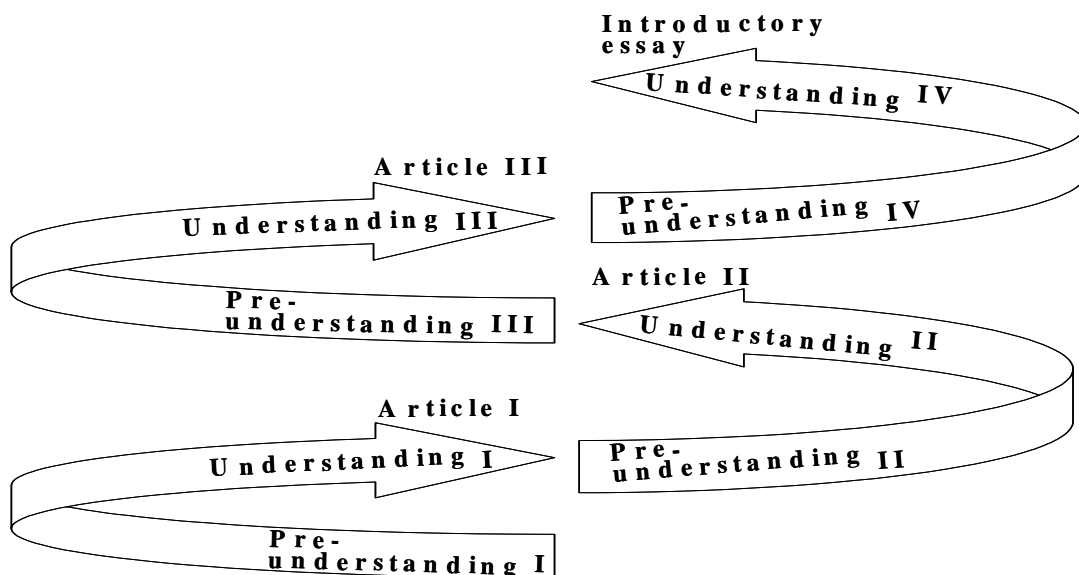 Introductory
essay
Understanding IV
Article III
Understanding III
Pre-
understanding IV
Article II
Pre-
understanding III
Understanding II
Article I
Understanding I
Pre-
understanding II
Pre-
understanding I